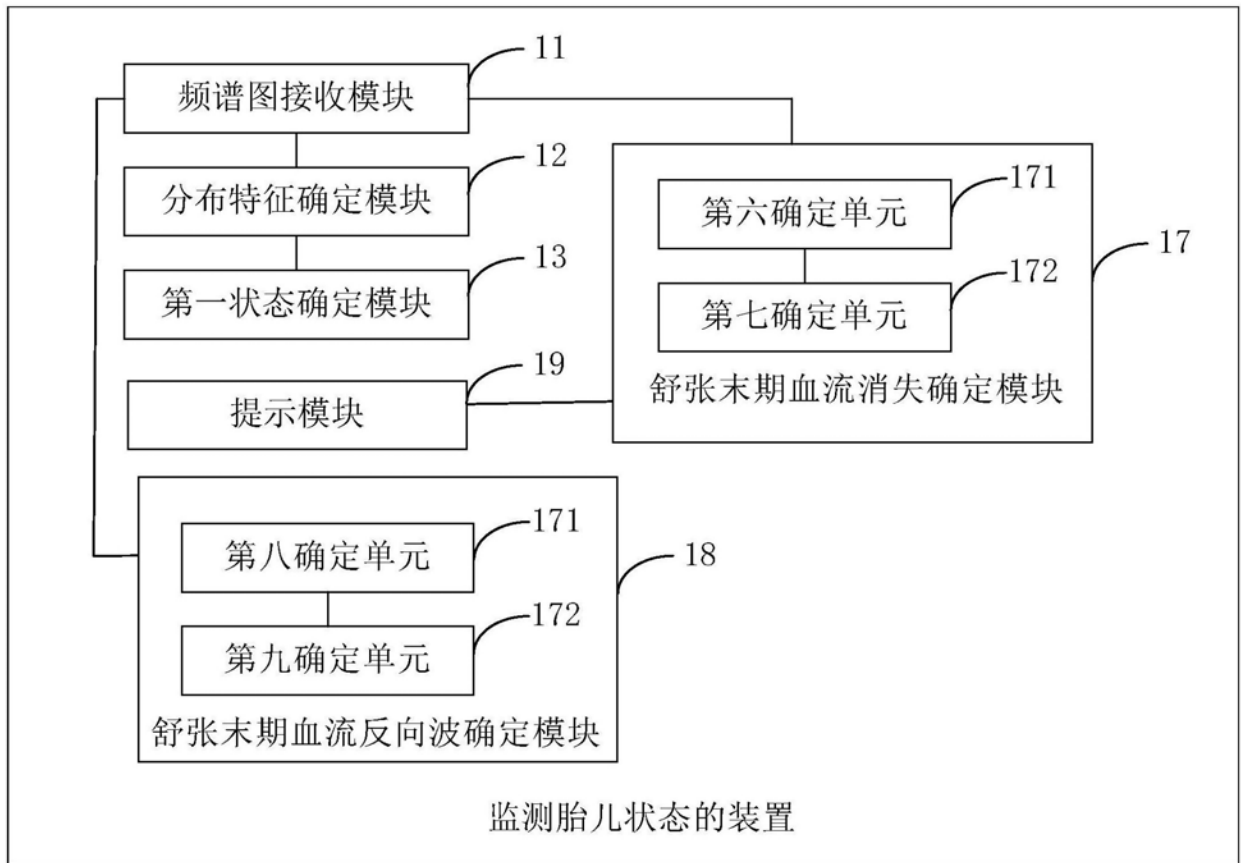 11
频谱图接收模块
12
分布特征确定模块
13
第一状态确定模块
19
提示模块
171
第六确定单元
172
第七确定单元
17
舒张末期血流消失确定模块
171
第八确定单元
172
第九确定单元
18
舒张末期血流反向波确定模块
监测胎儿状态的装置